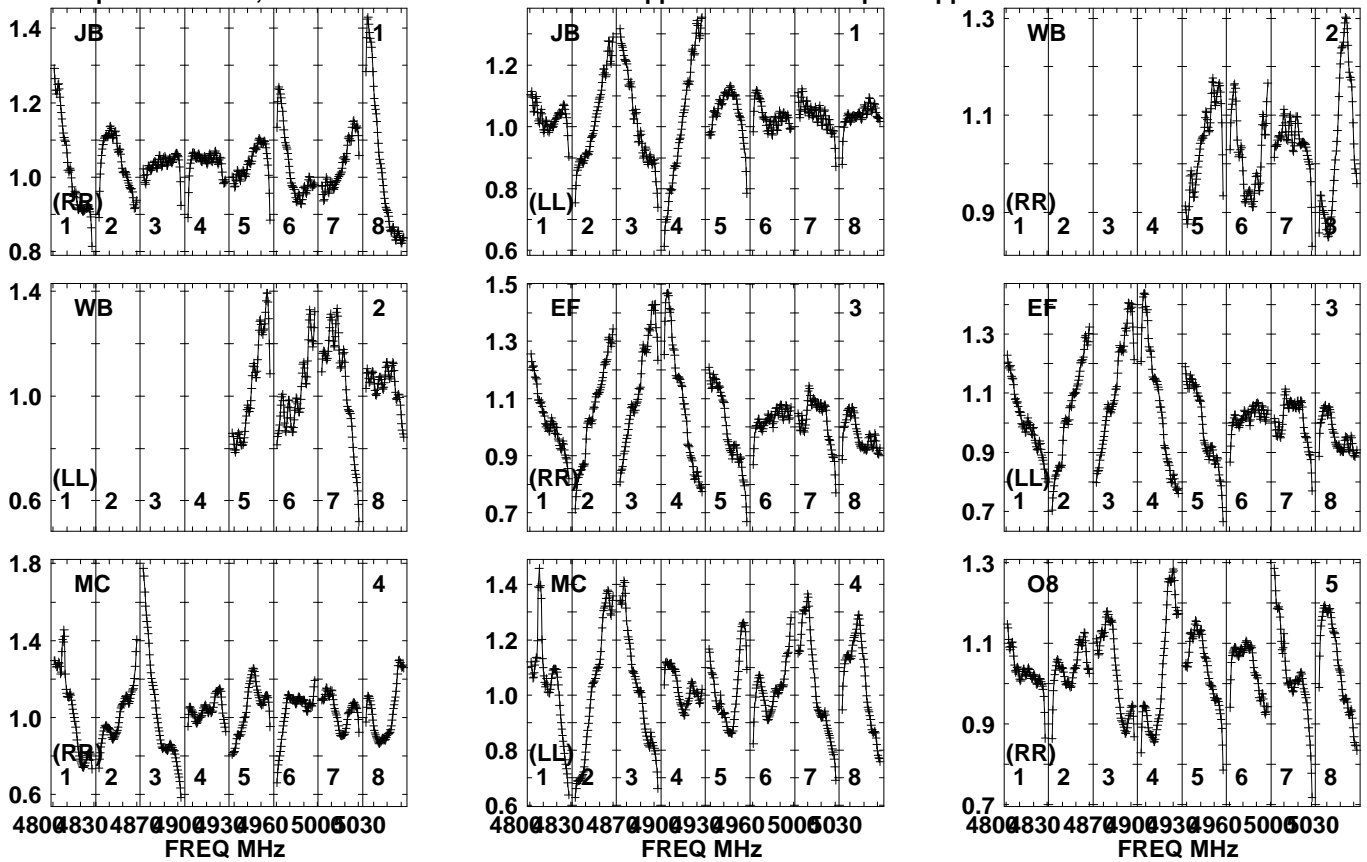 1.4 JB 1
1.2
1.0
(RR)
1 2 3 4 5 6 7 8
0.8
JB 1
1.2
1.0
0.8
(LL)
1 2 3 4 5 6 7 8
0.6
1.3 WB 2
1.1
(RR)
0.9
1 2 3 4 5 6 7 8
1.4 WB 2
1.0
(LL)
0.6
1 2 3 4 5 6 7 8
1.5 EF 3
1.3
1.1
0.9
(RR)
0.7
1 2 3 4 5 6 7 8
EF 3
1.3
1.1
0.9
(LL)
0.7
1 2 3 4 5 6 7 8
1.8 MC 4
1.4
1.0
(RR)
0.6
1 2 3 4 5 6 7 8
MC 4
1.4
1.2
1.0
0.8
(LL)
0.6
1 2 3 4 5 6 7 8
1.3 O8 5
1.1
0.9
(RR)
0.7
1 2 3 4 5 6 7 8
4800 4830 4870 4900 4930 4960 5000 5030
FREQ MHz
4800 4830 4870 4900 4930 4960 5000 5030
FREQ MHz
4800 4830 4870 4900 4930 4960 5000 5030
FREQ MHz